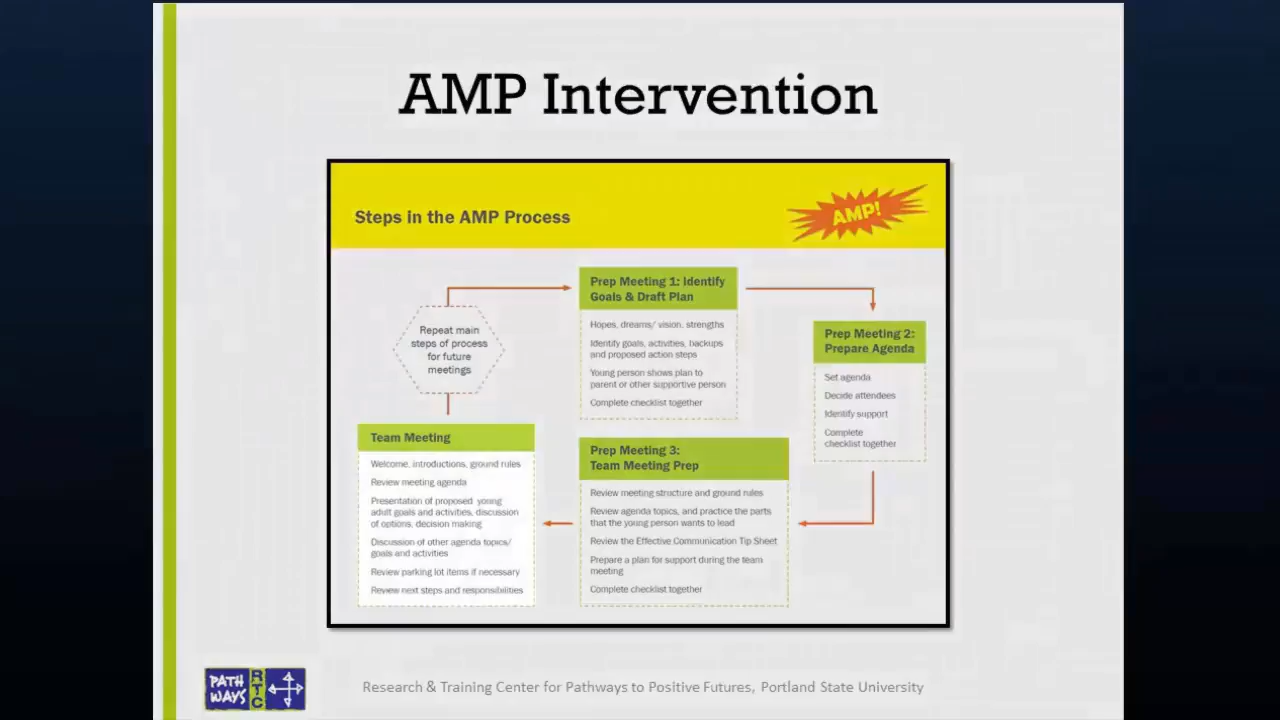 AMP Intervention
Steps in the AMP Process
AMP!
Prep Meeting 1: Identify
Goals & Draft Plan
Hopes, dreams/ vision, strengths
Identify goals, activities, backups
and proposed action steps
Young person shows plan to
parent or other supportive person
Complete checklist together
Prep Meeting 2:
Prepare Agenda
Set agenda
Decide attendees
Identify support
Complete
checklist together
Prep Meeting 3:
Team Meeting Prep
Review meeting structure and ground rules
Review agenda topics, and practice the parts
that the young person wants to lead
Review the Effective Communication Tip Sheet
Prepare a plan for support during the team
meeting
Complete checklist together
Team Meeting
Welcome, introductions, ground rules
Review meeting agenda
Presentation of proposed young
adult goals and activities, discussion
of options, decision making
Discussion of other agenda topics/
goals and activities
Review parking lot items if necessary
Review next steps and responsibilities
Repeat main
steps of process
for future
meetings
PATH
WAYS
RTC
Research & Training Center for Pathways to Positive Futures, Portland State University